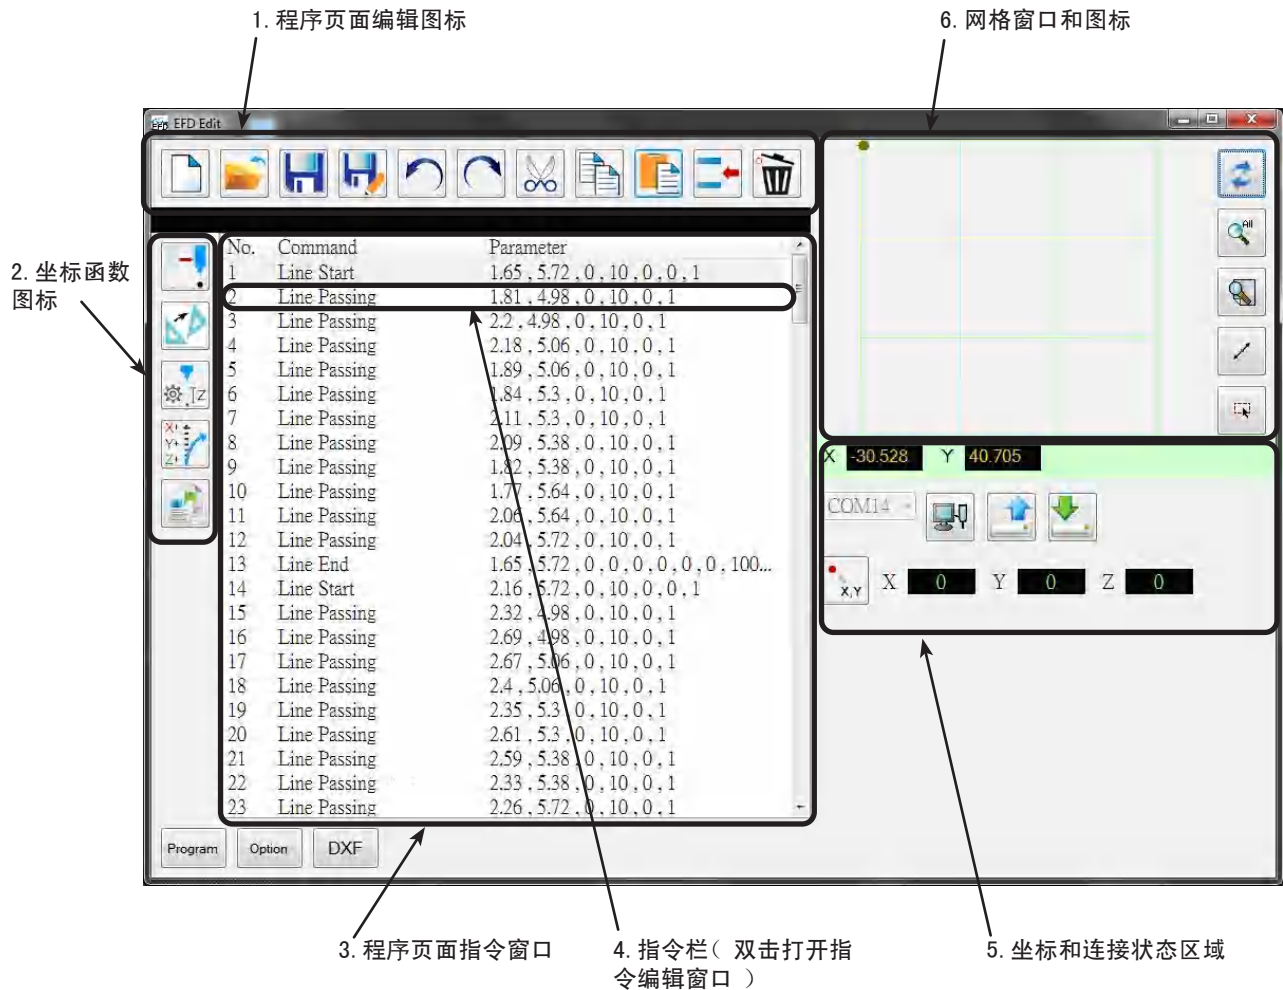 1. 程序页面编辑图标
6. 网格窗口和图标
EFD Edit
2. 坐标函数
图标
No. Command Parameter
1 Line Start 1.65 , 5.72 , 0 , 10 , 0 , 0 , 1
2 Line Passing 1.81 , 4.98 , 0 , 10 , 0 , 1
3 Line Passing 2.2 , 4.98 , 0 , 10 , 0 , 1
4 Line Passing 2.18 , 5.06 , 0 , 10 , 0 , 1
5 Line Passing 1.89 , 5.06 , 0 , 10 , 0 , 1
6 Line Passing 1.84 , 5.3 , 0 , 10 , 0 , 1
7 Line Passing 2.11 , 5.3 , 0 , 10 , 0 , 1
8 Line Passing 2.09 , 5.38 , 0 , 10 , 0 , 1
9 Line Passing 1.82 , 5.38 , 0 , 10 , 0 , 1
10 Line Passing 1.77 , 5.64 , 0 , 10 , 0 , 1
11 Line Passing 2.06 , 5.64 , 0 , 10 , 0 , 1
12 Line Passing 2.04 , 5.72 , 0 , 10 , 0 , 1
13 Line End 1.65 , 5.72 , 0 , 0 , 0 , 0 , 0 , 0 , 100...
14 Line Start 2.16 , 5.72 , 0 , 10 , 0 , 0 , 1
15 Line Passing 2.32 , 4.98 , 0 , 10 , 0 , 1
16 Line Passing 2.69 , 4.98 , 0 , 10 , 0 , 1
17 Line Passing 2.67 , 5.06 , 0 , 10 , 0 , 1
18 Line Passing 2.4 , 5.06 , 0 , 10 , 0 , 1
19 Line Passing 2.35 , 5.3 , 0 , 10 , 0 , 1
20 Line Passing 2.61 , 5.3 , 0 , 10 , 0 , 1
21 Line Passing 2.59 , 5.38 , 0 , 10 , 0 , 1
22 Line Passing 2.33 , 5.38 , 0 , 10 , 0 , 1
23 Line Passing 2.26 , 5.72 , 0 , 10 , 0 , 1
Z
X+
Y+
Z+
All
X -30.528 Y 40.705
COM14
X,Y X 0 Y 0 Z 0
Program Option DXF
3. 程序页面指令窗口
4. 指令栏（ 双击打开指
令编辑窗口 ）
5. 坐标和连接状态区域